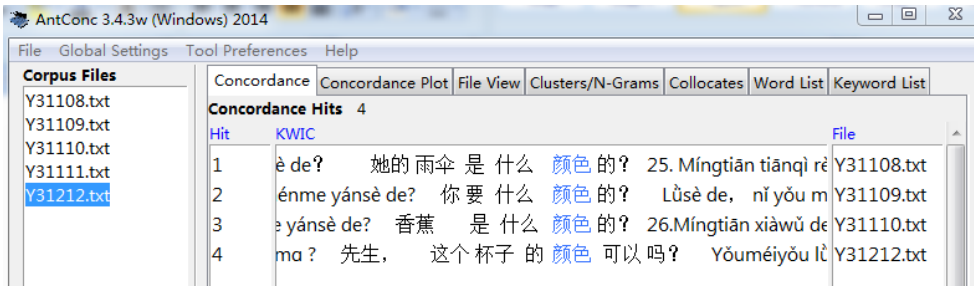 AntConc 3.4.3w (Windows) 2014
File Global Settings Tool Preferences Help
Corpus Files
Y31108.txt
Y31109.txt
Y31110.txt
Y31111.txt
Y31212.txt
Concordance Concordance Plot File View Clusters/N-Grams Collocates Word List Keyword List
Concordance Hits 4
Hit KWIC File
1 è de? 她的 雨伞 是 什么 颜色 的? 25. Míngtiān tiānqì rè Y31108.txt
2 énme yánsè de? 你 要 什么 颜色 的? Lǜsè de, nǐ yǒu m Y31109.txt
3 e yánsè de? 香蕉 是 什么 颜色 的? 26.Míngtiān xiàwǔ de Y31110.txt
4 ma ? 先生, 这个 杯子 的 颜色 可以 吗? Yǒuméiyǒu lǜ Y31212.txt